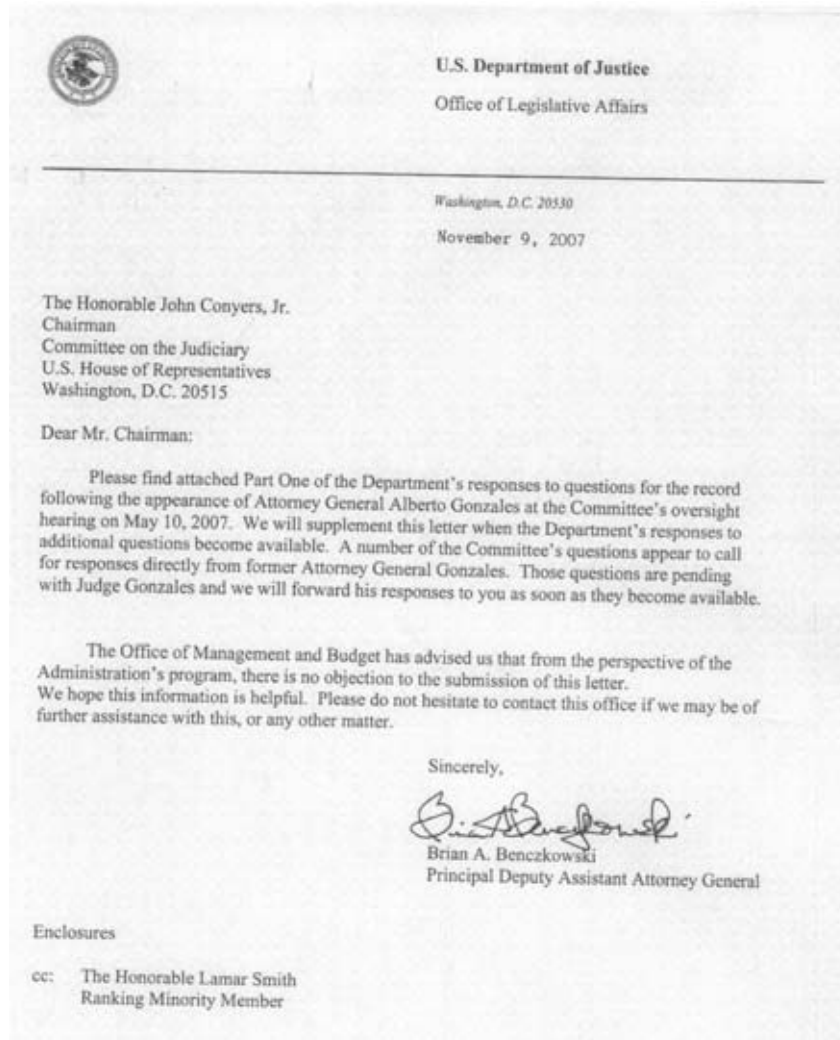 U.S. Department of Justice
Office of Legislative Affairs
Washington, D.C. 20530
November 9, 2007
The Honorable John Conyers, Jr.
Chairman
Committee on the Judiciary
U.S. House of Representatives
Washington, D.C. 20515
Dear Mr. Chairman:
Please find attached Part One of the Department's responses to questions for the record
following the appearance of Attorney General Alberto Gonzales at the Committee's oversight
hearing on May 10, 2007. We will supplement this letter when the Department's responses to
additional questions become available. A number of the Committee's questions appear to call
for responses directly from former Attorney General Gonzales. Those questions are pending
with Judge Gonzales and we will forward his responses to you as soon as they become available.
The Office of Management and Budget has advised us that from the perspective of the
Administration's program, there is no objection to the submission of this letter.
We hope this information is helpful. Please do not hesitate to contact this office if we may be of
further assistance with this, or any other matter.
Sincerely,
Brian A. Benczkowski
Brian A. Benczkowski
Principal Deputy Assistant Attorney General
Enclosures
cc: The Honorable Lamar Smith
Ranking Minority Member